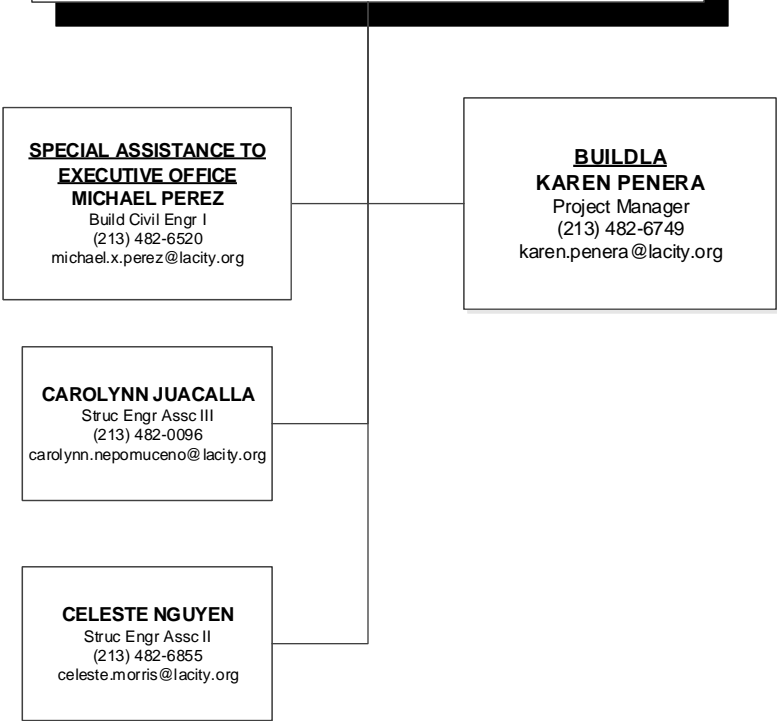 SPECIAL ASSISTANCE TO
EXECUTIVE OFFICE
MICHAEL PEREZ
Build Civil Engr I
(213) 482-6520
michael.x.perez@lacity.org
BUILDLA
KAREN PENERA
Project Manager
(213) 482-6749
karen.penera@lacity.org
CAROLYNN JUACALLA
Struc Engr Assc III
(213) 482-0096
carolynn.nepomuceno@lacity.org
CELESTE NGUYEN
Struc Engr Assc II
(213) 482-6855
celeste.morris@lacity.org